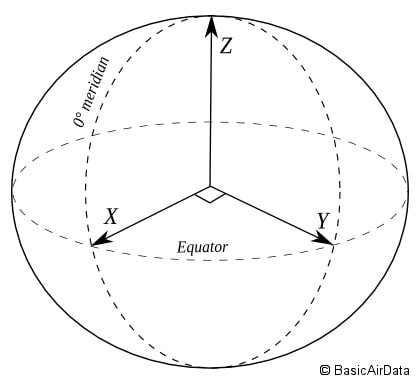 Z
0° meridian
X
Y
Equator
© BasicAirData